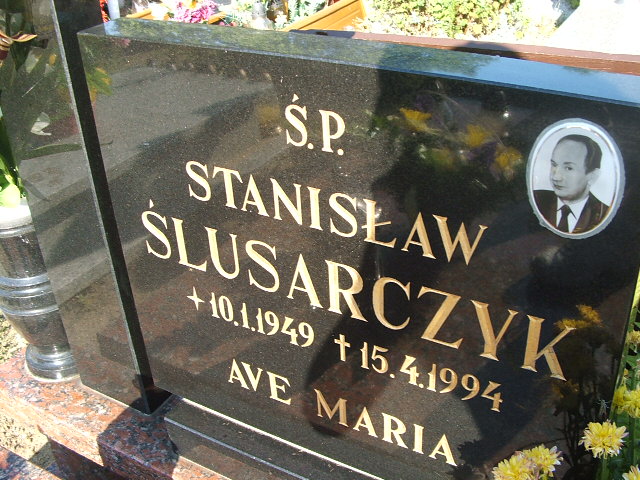 Ś.P.
STANISŁAW
ŚLUSARCZYK
+10.1.1949 †15.4.1994
AVE MARIA